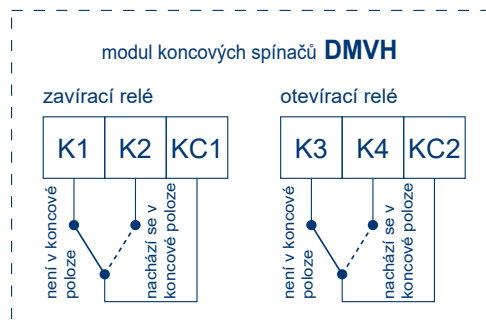 modul koncových spínačů DMVH
zavírací relé
K1 K2 KC1
není v koncové
poloze
nachází se v
koncové poloze
otevírací relé
K3 K4 KC2
není v koncové
poloze
nachází se v
koncové poloze